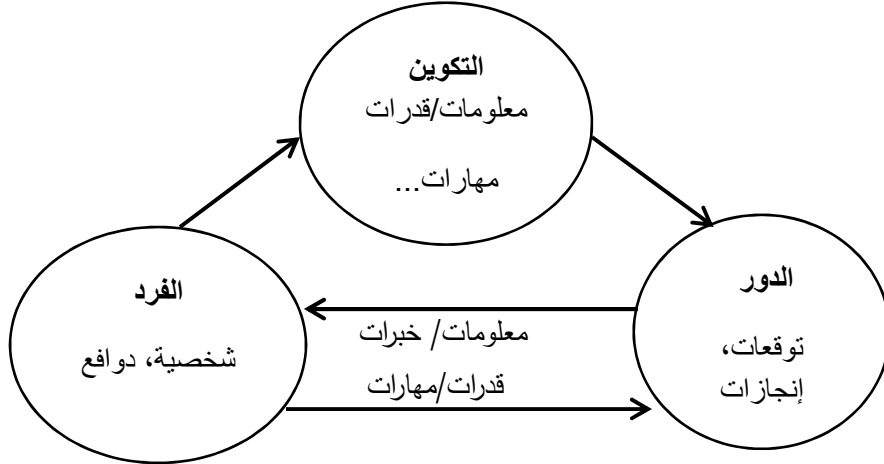 التكوين
معلومات/قدرات
مهارات...
الدور
توقعات،
إنجازات
الفرد
شخصية، دوافع
معلومات/ خبرات
قدرات/مهارات